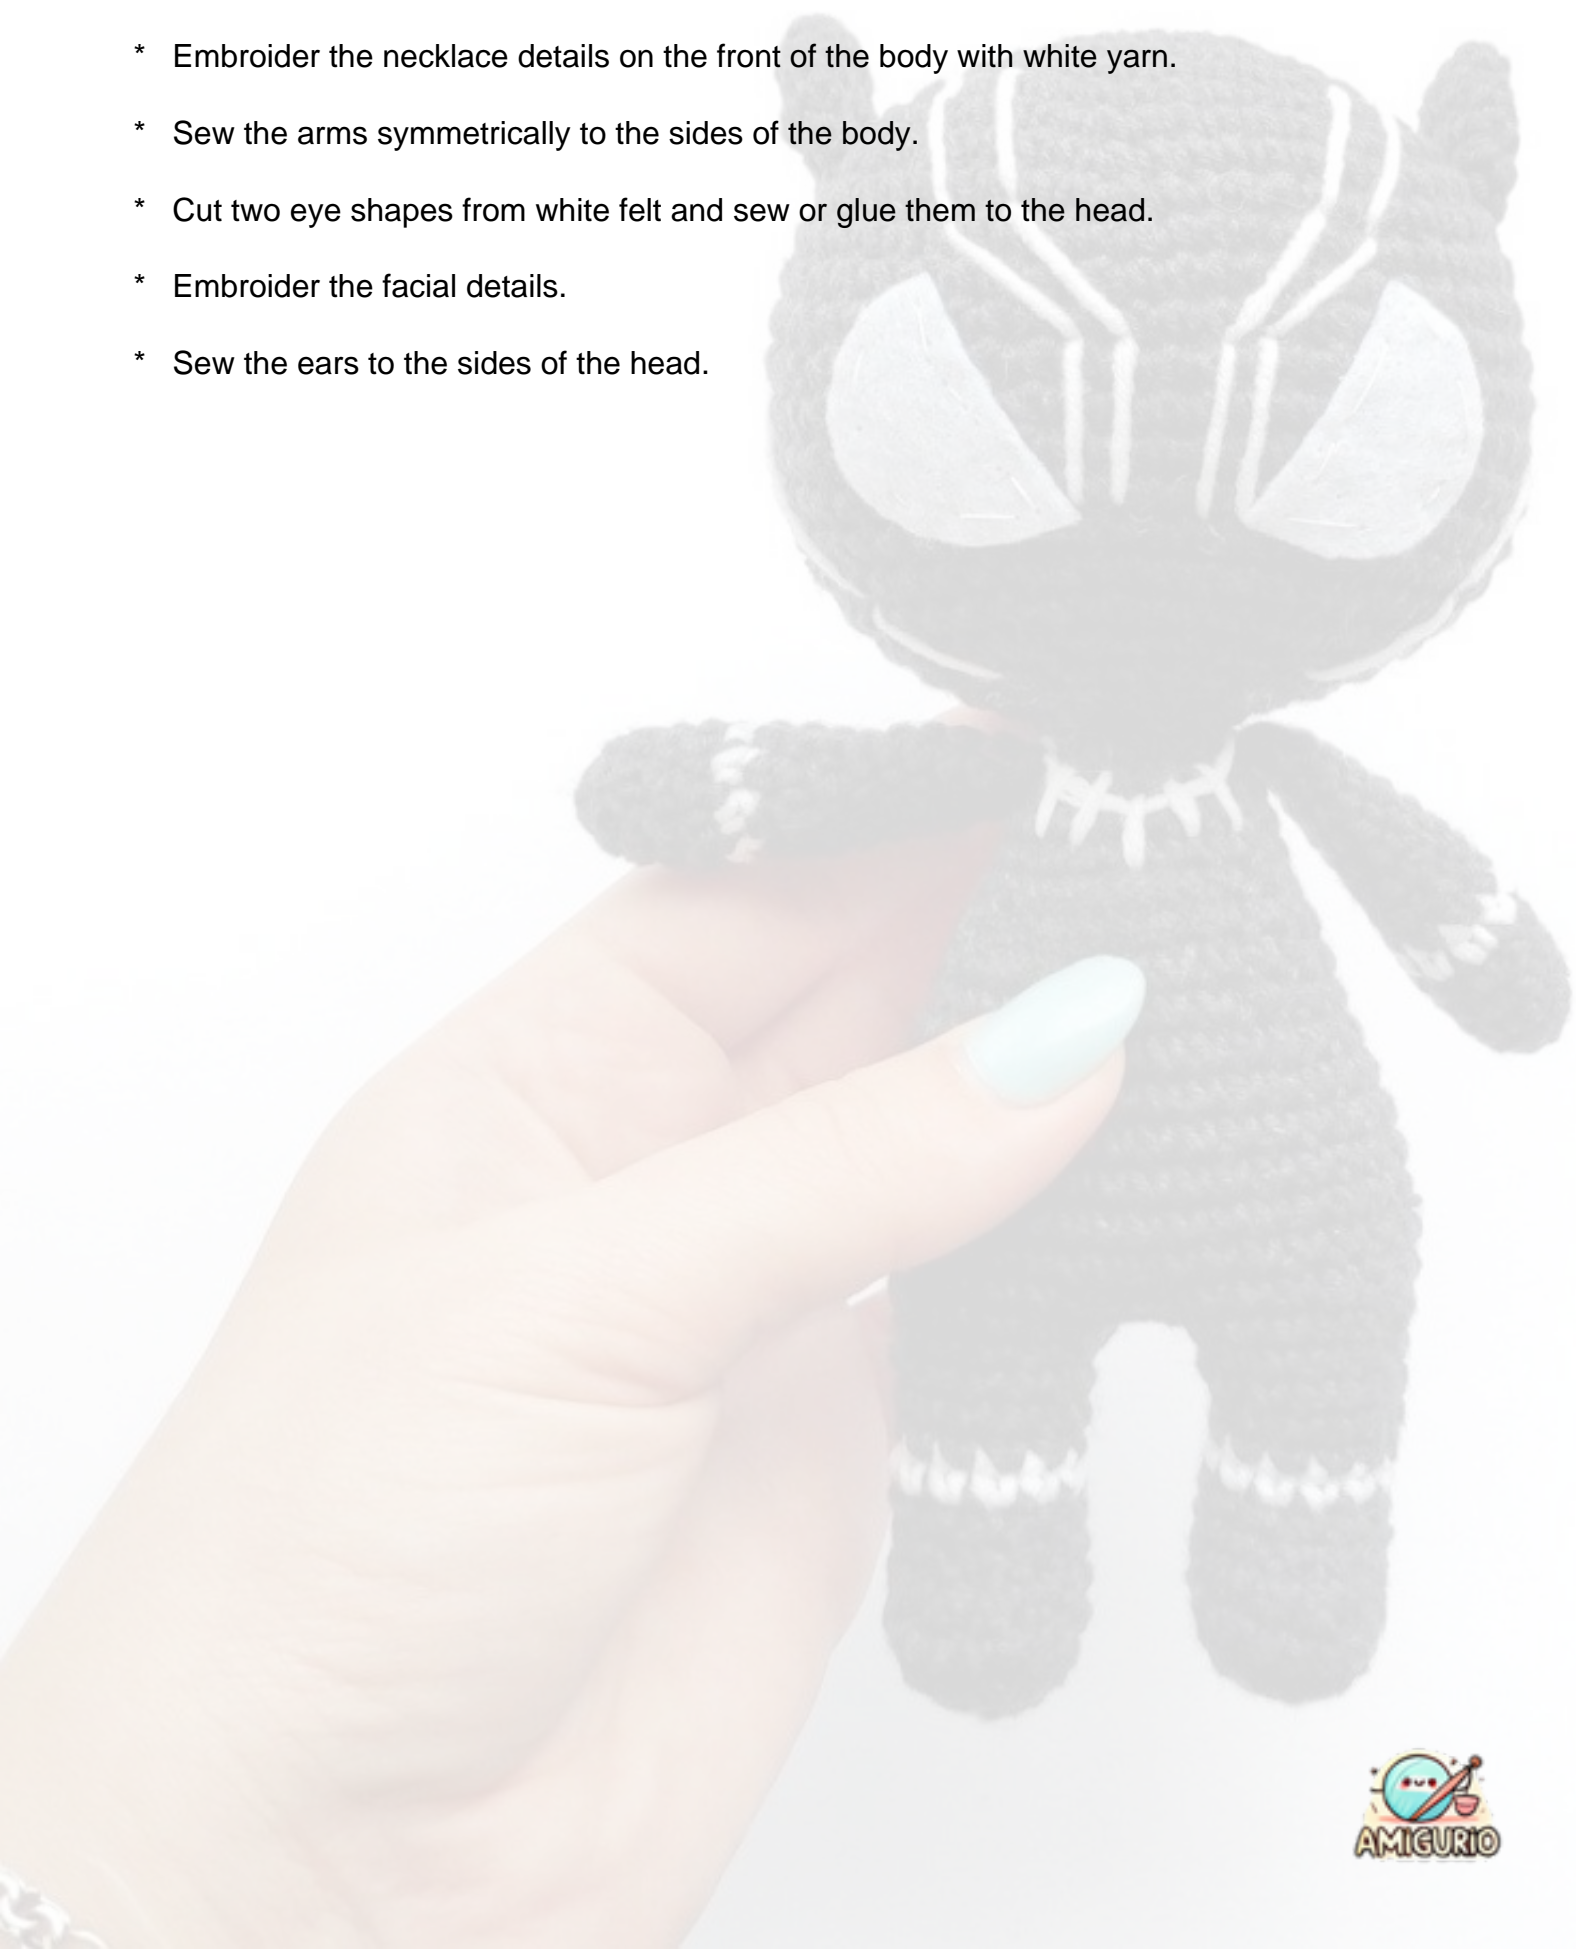 * Embroider the necklace details on the front of the body with white yarn.
* Sew the arms symmetrically to the sides of the body.
* Cut two eye shapes from white felt and sew or glue them to the head.
* Embroider the facial details.
* Sew the ears to the sides of the head.
AMIGURIO